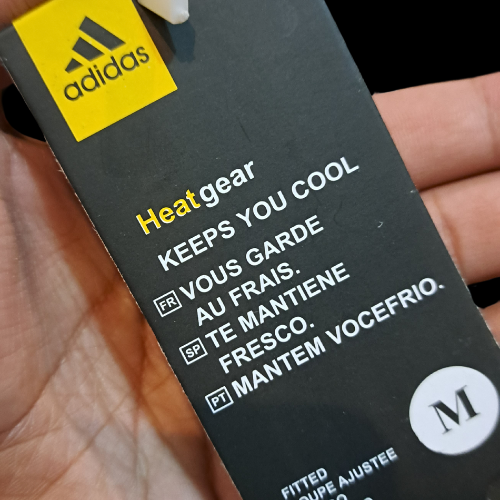 adidas
Heatgear
KEEPS YOU COOL
FR VOUS GARDE
AU FRAIS.
SP TE MANTIENE
FRESCO.
PT MANTEM VOCEFRIO.
M
FITTED
OUPE AJUSTEE